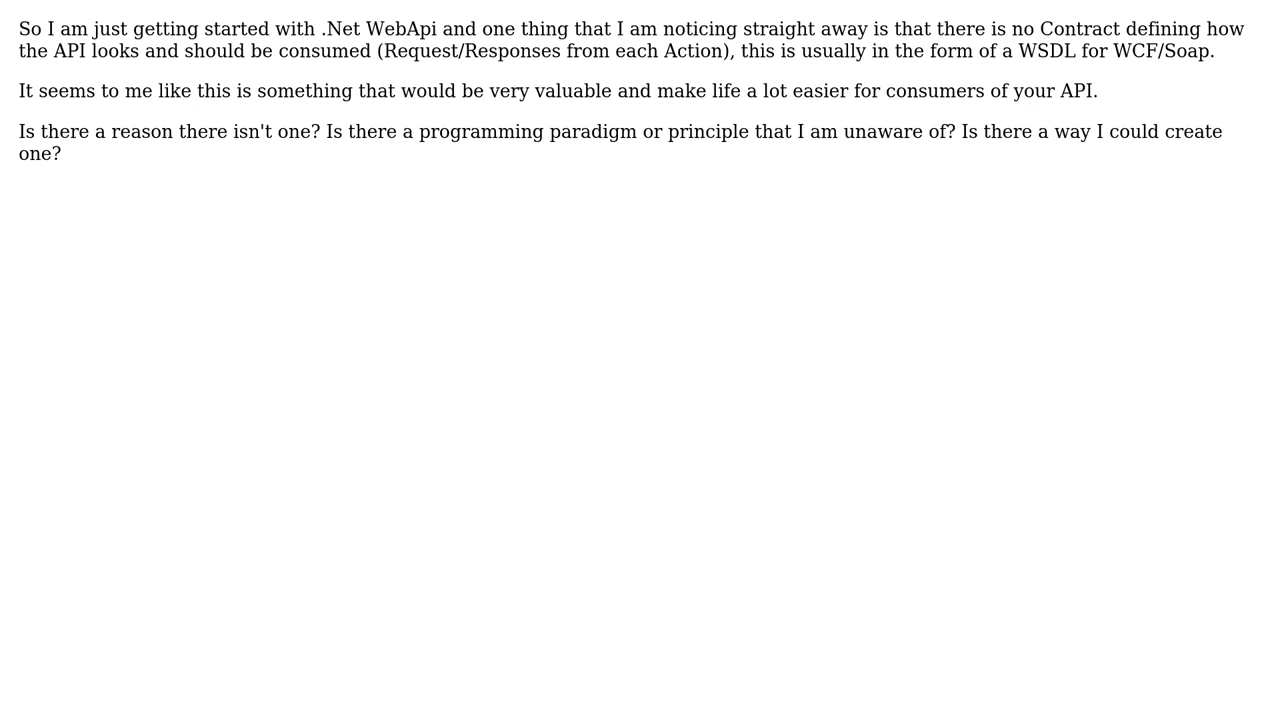 So I am just getting started with .Net WebApi and one thing that I am noticing straight away is that there is no Contract defining how
the API looks and should be consumed (Request/Responses from each Action), this is usually in the form of a WSDL for WCF/Soap.
It seems to me like this is something that would be very valuable and make life a lot easier for consumers of your API.
Is there a reason there isn't one? Is there a programming paradigm or principle that I am unaware of? Is there a way I could create
one?